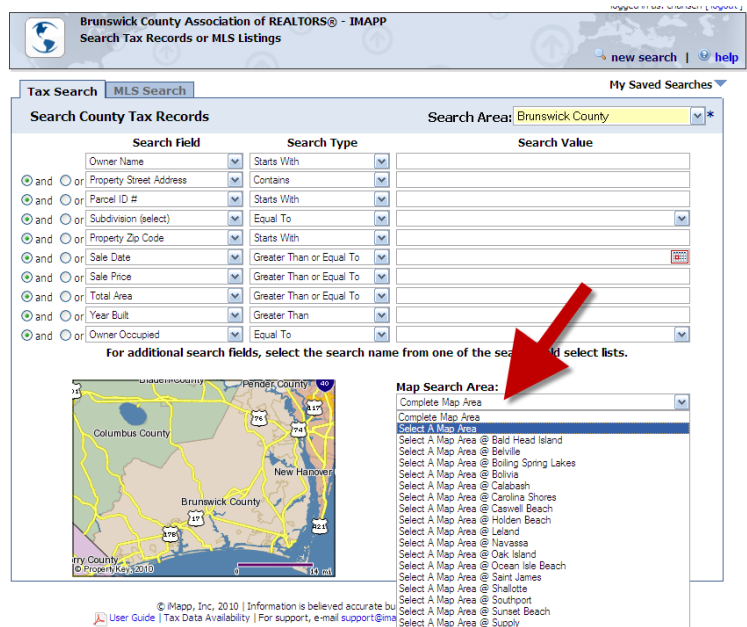 Brunswick County Association of REALTORS® - IMAPP
Search Tax Records or MLS Listings
new search | help
Tax Search MLS Search My Saved Searches
Search County Tax Records Search Area: Brunswick County *
Search Field Search Type Search Value
Owner Name Starts With
and or Property Street Address Contains
and or Parcel ID # Starts With
and or Subdivision (select) Equal To
and or Property Zip Code Starts With
and or Sale Date Greater Than or Equal To
and or Sale Price Greater Than or Equal To
and or Total Area Greater Than or Equal To
and or Year Built Greater Than
and or Owner Occupied Equal To
For additional search fields, select the search name from one of the sea ld select lists.
Pender County
40
117
76
74
Columbus County
New Hanover
Brunswick County
17
421
178
rry County
© PropertyKey, 2010
0 14 mi
Map Search Area:
Complete Map Area
Complete Map Area
Select A Map Area
Select A Map Area @ Bald Head Island
Select A Map Area @ Belville
Select A Map Area @ Boiling Spring Lakes
Select A Map Area @ Bolivia
Select A Map Area @ Calabash
Select A Map Area @ Carolina Shores
Select A Map Area @ Caswell Beach
Select A Map Area @ Holden Beach
Select A Map Area @ Leland
Select A Map Area @ Navassa
Select A Map Area @ Oak Island
Select A Map Area @ Ocean Isle Beach
Select A Map Area @ Saint James
Select A Map Area @ Shallotte
Select A Map Area @ Southport
Select A Map Area @ Sunset Beach
Select A Map Area @ Supply
© iMapp, Inc, 2010 | Information is believed accurate bu
User Guide | Tax Data Availability | For support, e-mail support@ima